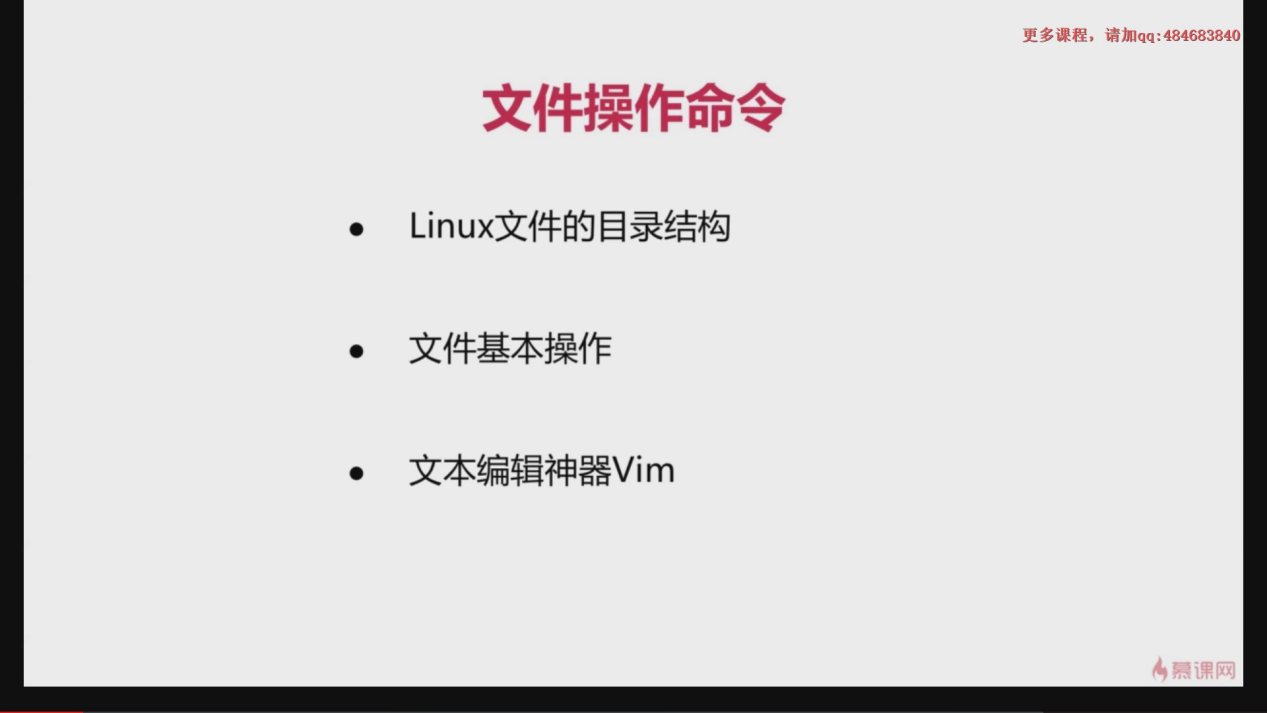 更多课程，请加qq:484683840
文件操作命令
● Linux文件的目录结构
● 文件基本操作
● 文本编辑神器Vim
慕课网